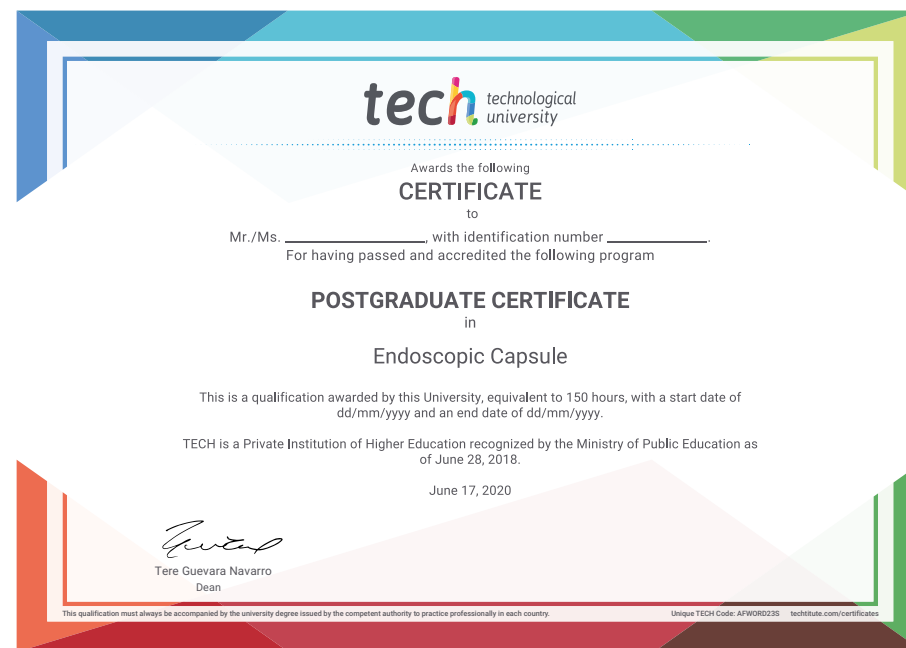 tech technological
university
Awards the following
CERTIFICATE
to
Mr./Ms. ____________________, with identification number ______________.
For having passed and accredited the following program
POSTGRADUATE CERTIFICATE
in
Endoscopic Capsule
This is a qualification awarded by this University, equivalent to 150 hours, with a start date of
dd/mm/yyyy and an end date of dd/mm/yyyy.
TECH is a Private Institution of Higher Education recognized by the Ministry of Public Education as
of June 28, 2018.
June 17, 2020
Tere Guevara Navarro
Dean
This qualification must always be accompanied by the university degree issued by the competent authority to practice professionally in each country. Unique TECH Code: AFWORD23S techtitute.com/certificates